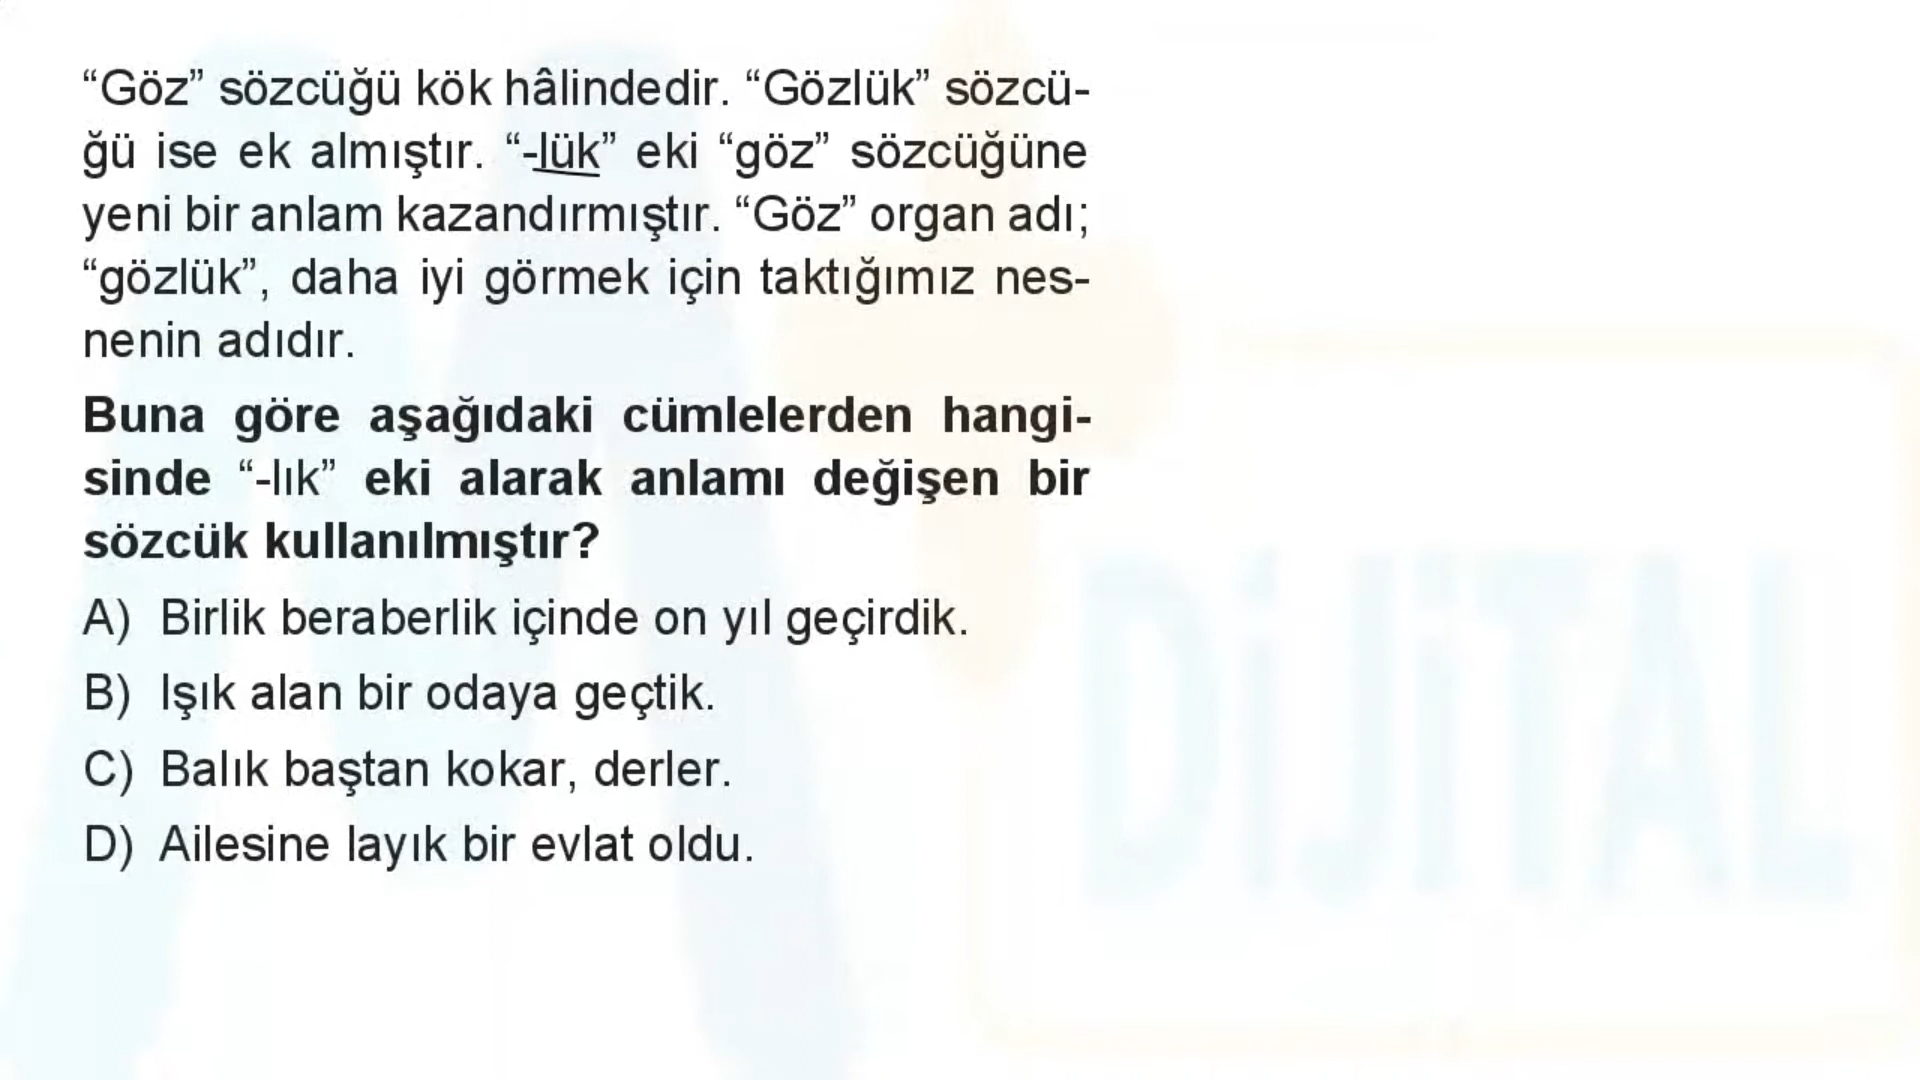 “Göz” sözcüğü kök hâlindedir. “Gözlük” sözcü-
ğü ise ek almıştır. “-lük” eki “göz” sözcüğüne
yeni bir anlam kazandırmıştır. “Göz” organ adı;
“gözlük”, daha iyi görmek için taktığımız nes-
nenin adıdır.
Buna göre aşağıdaki cümlelerden hangi-
sinde “-lık” eki alarak anlamı değişen bir
sözcük kullanılmıştır?
A) Birlik beraberlik içinde on yıl geçirdik.
B) Işık alan bir odaya geçtik.
C) Balık baştan kokar, derler.
D) Ailesine layık bir evlat oldu.
DİJİTAL